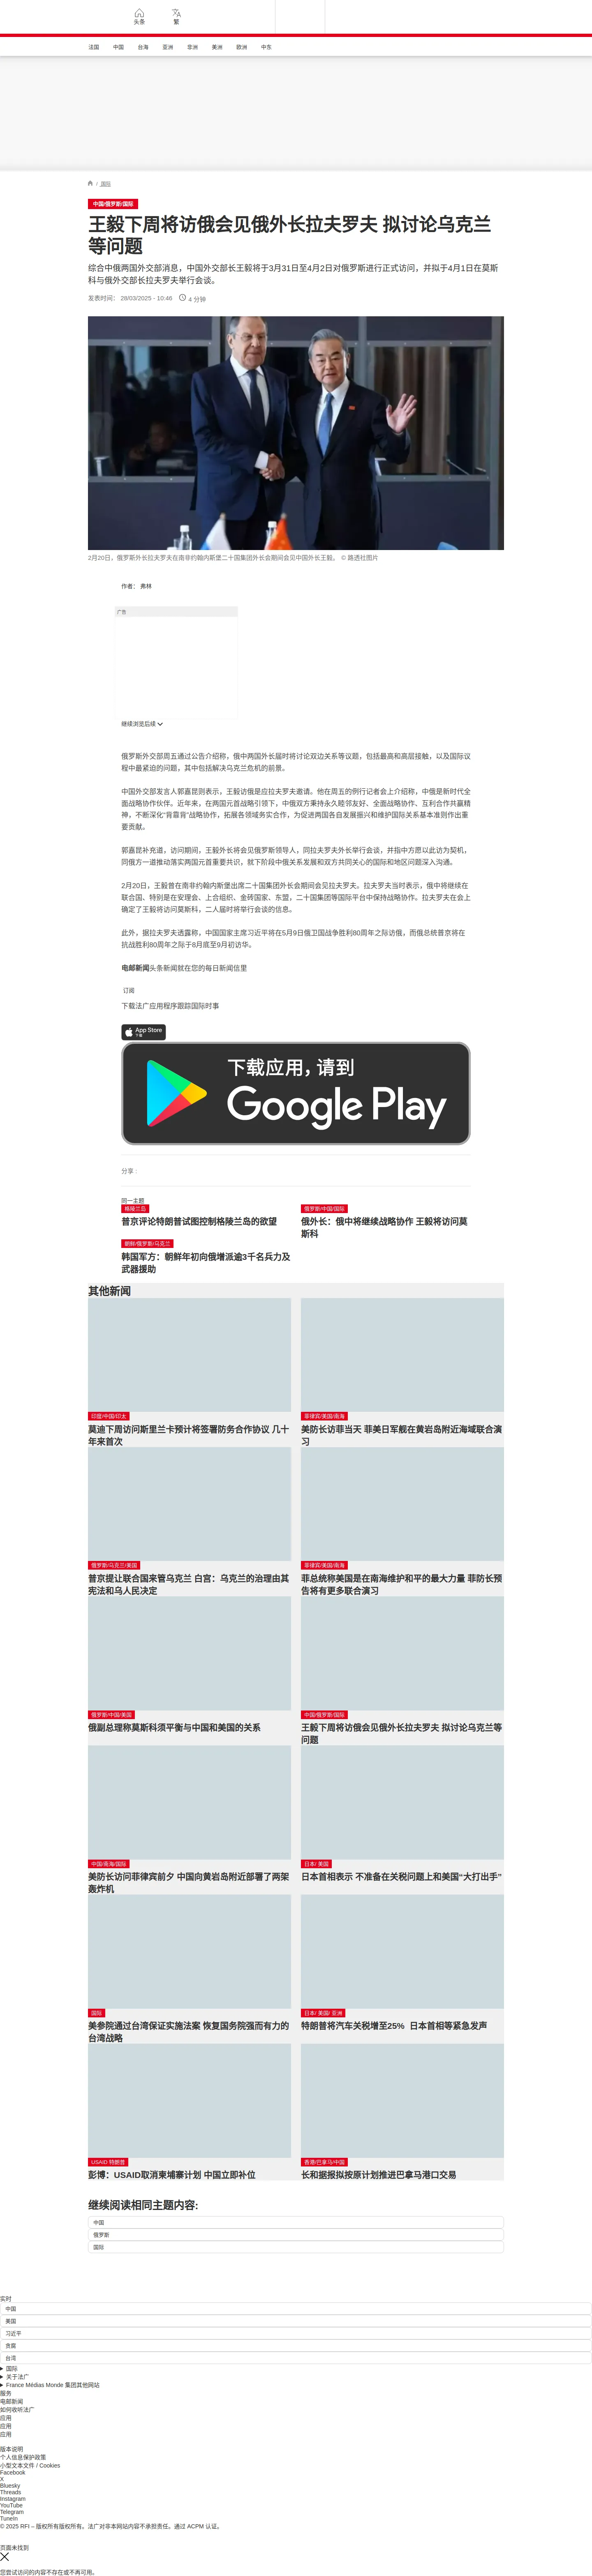 头条
繁
法国 中国 台海 亚洲 非洲 美洲 欧洲 中东
/ 国际
中国/俄罗斯/国际
王毅下周将访俄会见俄外长拉夫罗夫 拟讨论乌克兰
等问题
综合中俄两国外交部消息，中国外交部长王毅将于3月31日至4月2日对俄罗斯进行正式访问，并拟于4月1日在莫斯
科与俄外交部长拉夫罗夫举行会谈。
发表时间： 28/03/2025 - 10:46 4 分钟
2月20日，俄罗斯外长拉夫罗夫在南非约翰内斯堡二十国集团外长会期间会见中国外长王毅。 © 路透社图片
作者： 弗林
广告
继续浏览后续
俄罗斯外交部周五通过公告介绍称，俄中两国外长届时将讨论双边关系等议题，包括最高和高层接触，以及国际议
程中最紧迫的问题，其中包括解决乌克兰危机的前景。
中国外交部发言人郭嘉昆则表示，王毅访俄是应拉夫罗夫邀请。他在周五的例行记者会上介绍称，中俄是新时代全
面战略协作伙伴。近年来，在两国元首战略引领下，中俄双方秉持永久睦邻友好、全面战略协作、互利合作共赢精
神，不断深化“背靠背”战略协作，拓展各领域务实合作，为促进两国各自发展振兴和维护国际关系基本准则作出重
要贡献。
郭嘉昆补充道，访问期间，王毅外长将会见俄罗斯领导人，同拉夫罗夫外长举行会谈，并指中方愿以此访为契机，
同俄方一道推动落实两国元首重要共识，就下阶段中俄关系发展和双方共同关心的国际和地区问题深入沟通。
2月20日，王毅曾在南非约翰内斯堡出席二十国集团外长会期间会见拉夫罗夫。拉夫罗夫当时表示，俄中将继续在
联合国、特别是在安理会、上合组织、金砖国家、东盟，二十国集团等国际平台中保持战略协作。拉夫罗夫在会上
确定了王毅将访问莫斯科，二人届时将举行会谈的信息。
此外，据拉夫罗夫透露称，中国国家主席习近平将在5月9日俄卫国战争胜利80周年之际访俄，而俄总统普京将在
抗战胜利80周年之际于8月底至9月初访华。
电邮新闻头条新闻就在您的每日新闻信里
订阅
下载法广应用程序跟踪国际时事
App Store
下载
下载应用，请到
Google Play
分享 :
同一主题
格陵兰岛
普京评论特朗普试图控制格陵兰岛的欲望
俄罗斯/中国/国际
俄外长：俄中将继续战略协作 王毅将访问莫
斯科
朝鲜/俄罗斯/乌克兰
韩国军方：朝鲜年初向俄增派逾3千名兵力及
武器援助
其他新闻
印度/中国/印太
莫迪下周访问斯里兰卡预计将签署防务合作协议 几十
年来首次
菲律宾/美国/南海
美防长访菲当天 菲美日军舰在黄岩岛附近海域联合演
习
俄罗斯/乌克兰/美国
普京提让联合国来管乌克兰 白宫：乌克兰的治理由其
宪法和乌人民决定
菲律宾/美国/南海
菲总统称美国是在南海维护和平的最大力量 菲防长预
告将有更多联合演习
俄罗斯/中国/美国
俄副总理称莫斯科须平衡与中国和美国的关系
中国/俄罗斯/国际
王毅下周将访俄会见俄外长拉夫罗夫 拟讨论乌克兰等
问题
中国/南海/国际
美防长访问菲律宾前夕 中国向黄岩岛附近部署了两架
轰炸机
日本/ 美国
日本首相表示 不准备在关税问题上和美国“大打出手”
国际
美参院通过台湾保证实施法案 恢复国务院强而有力的
台湾战略
日本/ 美国/ 亚洲
特朗普将汽车关税增至25% 日本首相等紧急发声
USAID 特朗普
彭博：USAID取消柬埔寨计划 中国立即补位
香港/巴拿马/中国
长和据报拟按原计划推进巴拿马港口交易
继续阅读相同主题内容:
中国
俄罗斯
国际
实时
中国
美国
习近平
贪腐
台湾
国际
关于法广
France Médias Monde 集团其他网站
服务
电邮新闻
如何收听法广
应用
应用
应用
版本说明
个人信息保护政策
小型文本文件 / Cookies
Facebook
X
Bluesky
Threads
Instagram
YouTube
Telegram
TuneIn
© 2025 RFI – 版权所有版权所有。法广对非本网站内容不承担责任。通过 ACPM 认证。
页面未找到
您尝试访问的内容不存在或不再可用。